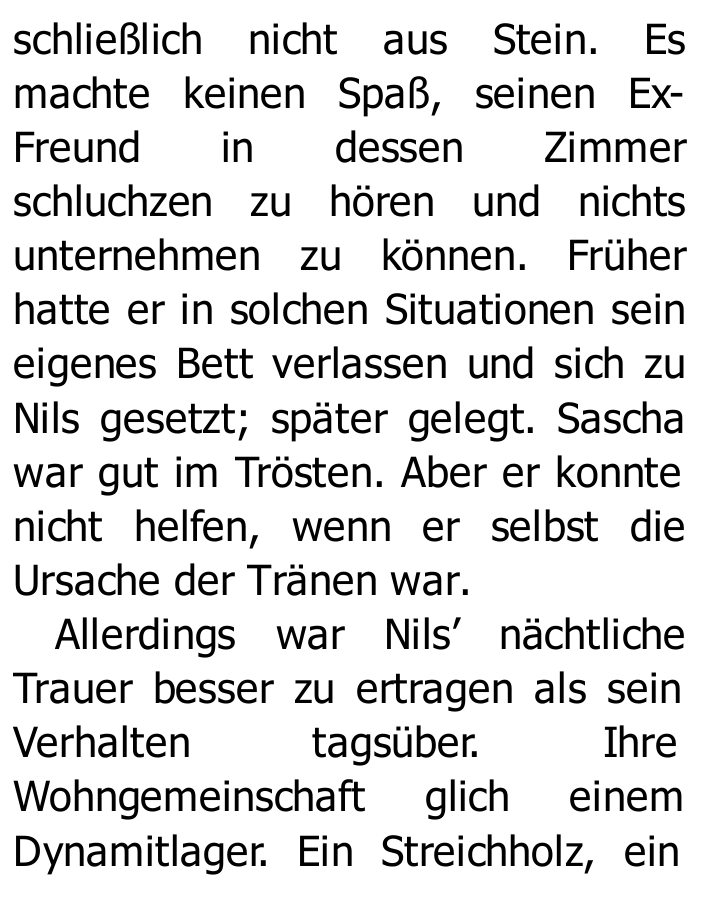 schließlich nicht aus Stein. Es
machte keinen Spaß, seinen Ex-
Freund in dessen Zimmer
schluchzen zu hören und nichts
unternehmen zu können. Früher
hatte er in solchen Situationen sein
eigenes Bett verlassen und sich zu
Nils gesetzt; später gelegt. Sascha
war gut im Trösten. Aber er konnte
nicht helfen, wenn er selbst die
Ursache der Tränen war.
Allerdings war Nils’ nächtliche
Trauer besser zu ertragen als sein
Verhalten tagsüber. Ihre
Wohngemeinschaft glich einem
Dynamitlager. Ein Streichholz, ein